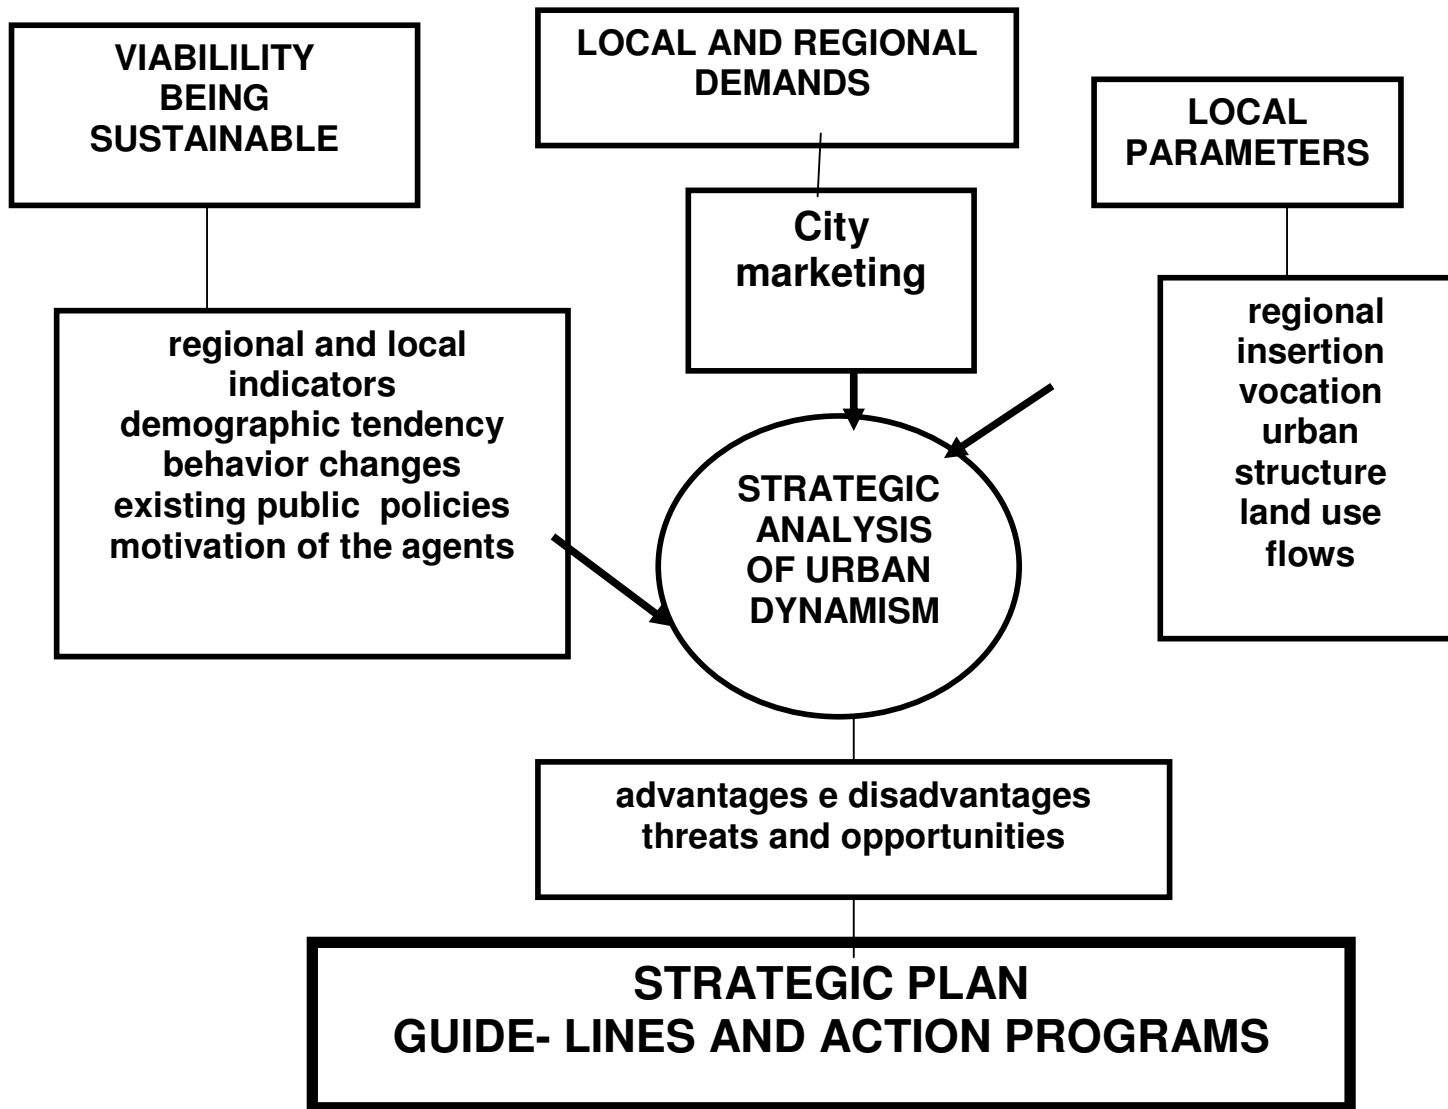 VIABILILITY
BEING
SUSTAINABLE
LOCAL AND REGIONAL
DEMANDS
LOCAL
PARAMETERS
City
marketing
regional and local
indicators
demographic tendency
behavior changes
existing public policies
motivation of the agents
regional
insertion
vocation
urban
structure
land use
flows
STRATEGIC
ANALYSIS
OF URBAN
DYNAMISM
advantages e disadvantages
threats and opportunities
STRATEGIC PLAN
GUIDE- LINES AND ACTION PROGRAMS